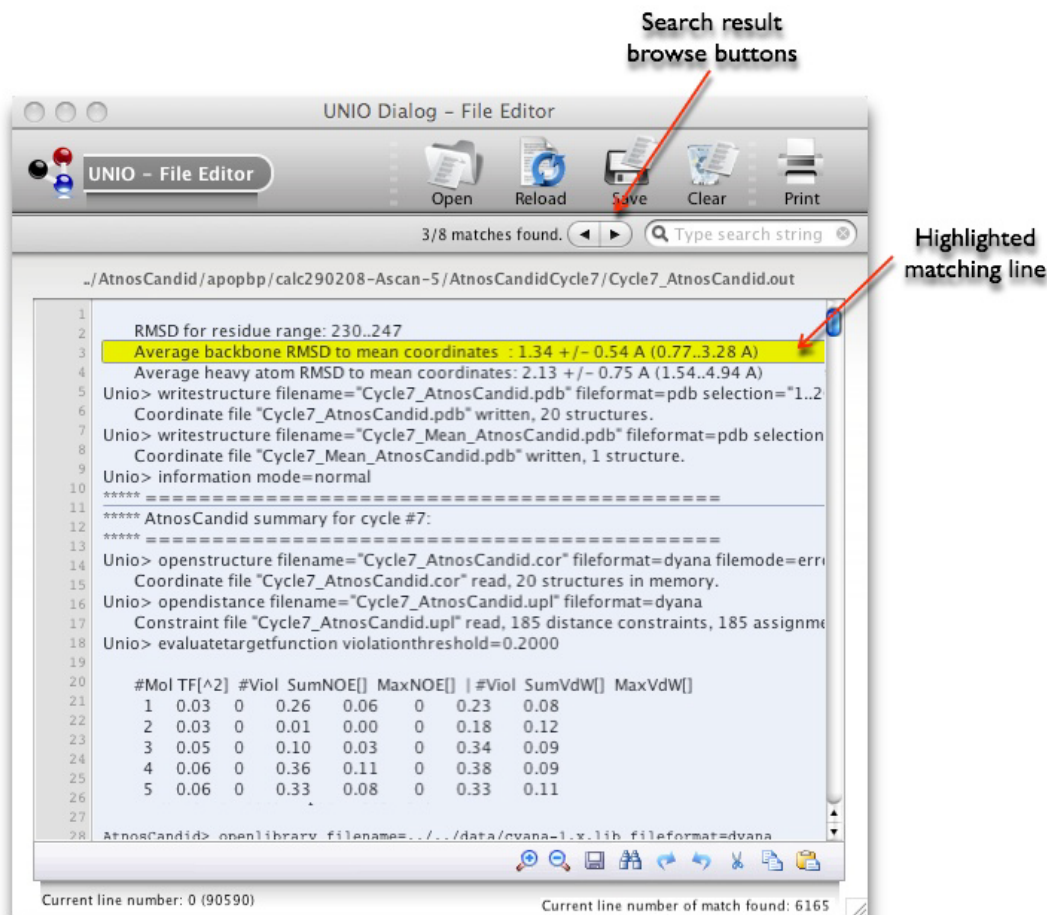 Search result
browse buttons
UNIO Dialog – File Editor
UNIO – File Editor
Open Reload Save Clear Print
3/8 matches found. Type search string
Highlighted
matching line
../AtnosCandid/apopbp/calc290208-Ascan-5/AtnosCandidCycle7/Cycle7_AtnosCandid.out
1
2 RMSD for residue range: 230..247
3 Average backbone RMSD to mean coordinates : 1.34 +/- 0.54 A (0.77..3.28 A)
4 Average heavy atom RMSD to mean coordinates: 2.13 +/- 0.75 A (1.54..4.94 A)
5 Unio> writestructure filename="Cycle7_AtnosCandid.pdb" fileformat=pdb selection="1..2
6 Coordinate file "Cycle7_AtnosCandid.pdb" written, 20 structures.
7 Unio> writestructure filename="Cycle7_Mean_AtnosCandid.pdb" fileformat=pdb selection
8 Coordinate file "Cycle7_Mean_AtnosCandid.pdb" written, 1 structure.
9 Unio> information mode=normal
10 ***** ===========================================
11 ***** AtnosCandid summary for cycle #7:
12 ***** ===========================================
13
14 Unio> openstructure filename="Cycle7_AtnosCandid.cor" fileformat=dyana filemode=erro
15 Coordinate file "Cycle7_AtnosCandid.cor" read, 20 structures in memory.
16 Unio> opendistance filename="Cycle7_AtnosCandid.upl" fileformat=dyana
17 Constraint file "Cycle7_AtnosCandid.upl" read, 185 distance constraints, 185 assignme
18 Unio> evaluatetargetfunction violationthreshold=0.2000
19
20 #Mol TF[^2] #Viol SumNOE[] MaxNOE[] | #Viol SumVdW[] MaxVdW[]
21 1 0.03 0 0.26 0.06 0 0.23 0.08
22 2 0.03 0 0.01 0.00 0 0.18 0.12
23 3 0.05 0 0.10 0.03 0 0.34 0.09
24 4 0.06 0 0.36 0.11 0 0.38 0.09
25 5 0.06 0 0.33 0.08 0 0.33 0.11
26
27
28 AtnosCandid> openlibrary filename=../../data/cyana-1.x.lib fileformat=dyana
Current line number: 0 (90590) Current line number of match found: 6165